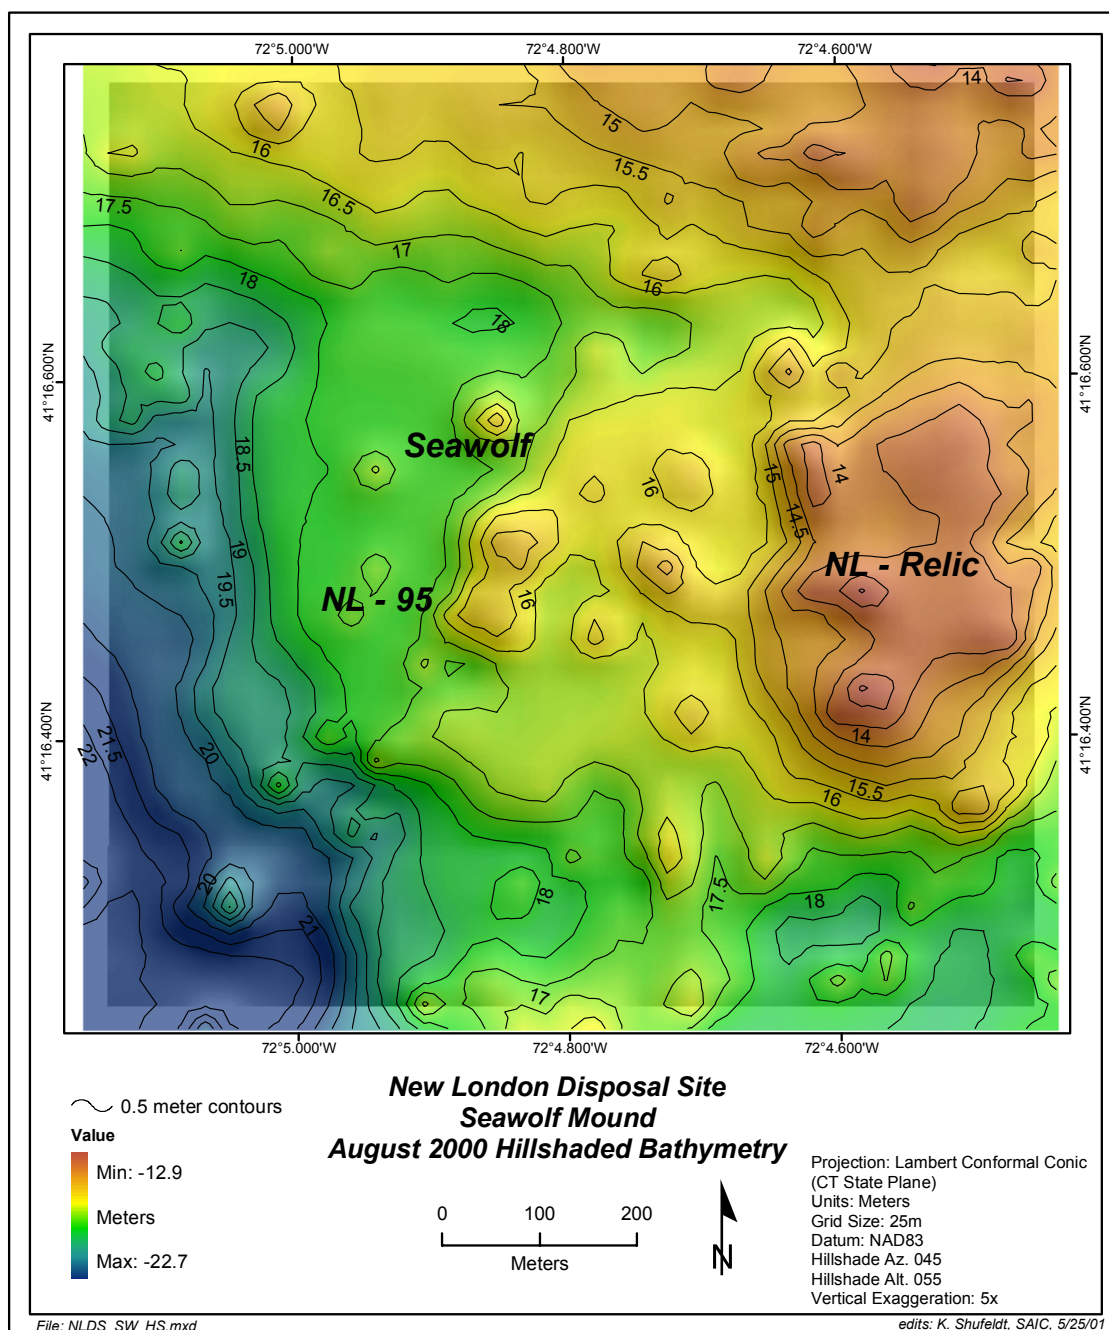 72°5.000'W 72°4.800'W 72°4.600'W
14
15
16
15.5
16.5
17.5
17
18
16
18
41°16.600'N 41°16.600'N
Seawolf
18.5
16
15
14
14.5
19
NL - Relic
19.5
NL - 95
16
41°16.400'N 41°16.400'N
21.5
22
20
14
15.5
16
20
18
17.5
18
21
17
72°5.000'W 72°4.800'W 72°4.600'W
New London Disposal Site
Seawolf Mound
August 2000 Hillshaded Bathymetry
0.5 meter contours
Value
Min: -12.9
Meters
Max: -22.7
0 100 200
Meters
N
Projection: Lambert Conformal Conic
(CT State Plane)
Units: Meters
Grid Size: 25m
Datum: NAD83
Hillshade Az. 045
Hillshade Alt. 055
Vertical Exaggeration: 5x
File: NLDS_SW_HS.mxd
edits: K. Shufeldt, SAIC, 5/25/01